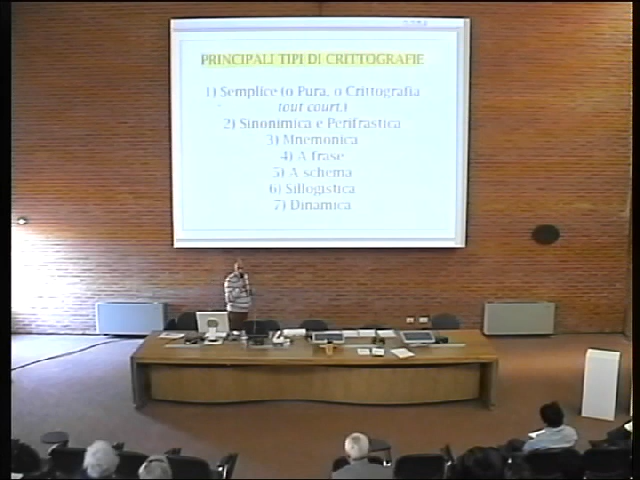 PRINCIPALI TIPI DI CRITTOGRAFIE
1) Semplice (o Pura, o Crittografia
tout court.)
2) Sinonimica e Perifrastica
3) Mnemonica
4) A frase
5) A schema
6) Sillogistica
7) Dinamica